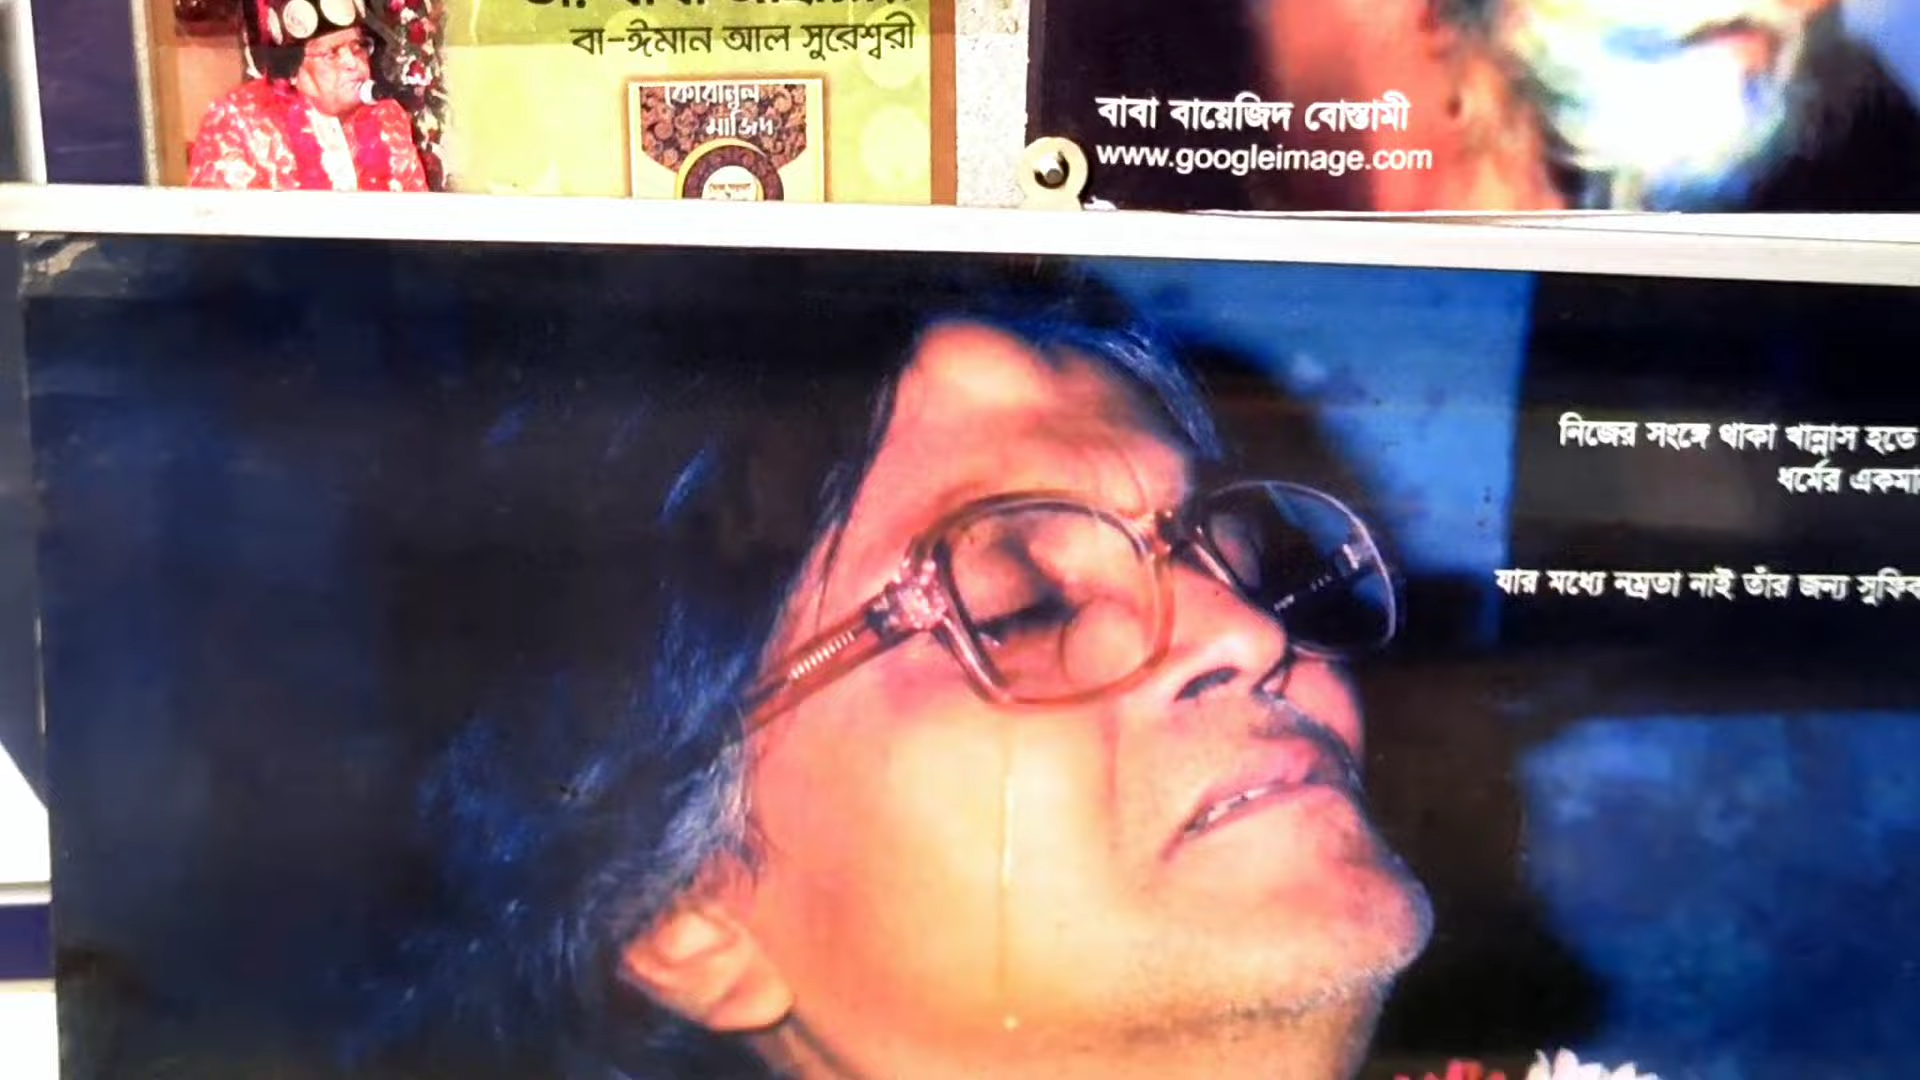 বা-ঈমান আল সুরেশ্বরী
কোরানুল
মাজিদ
বাবা বায়েজিদ বোস্তামী
www.googleimage.com
নিজের সংঙ্গে থাকা খান্নাস হতে
ধর্মের একমা
যার মধ্যে নম্রতা নাই তাঁর জন্য সুফিব